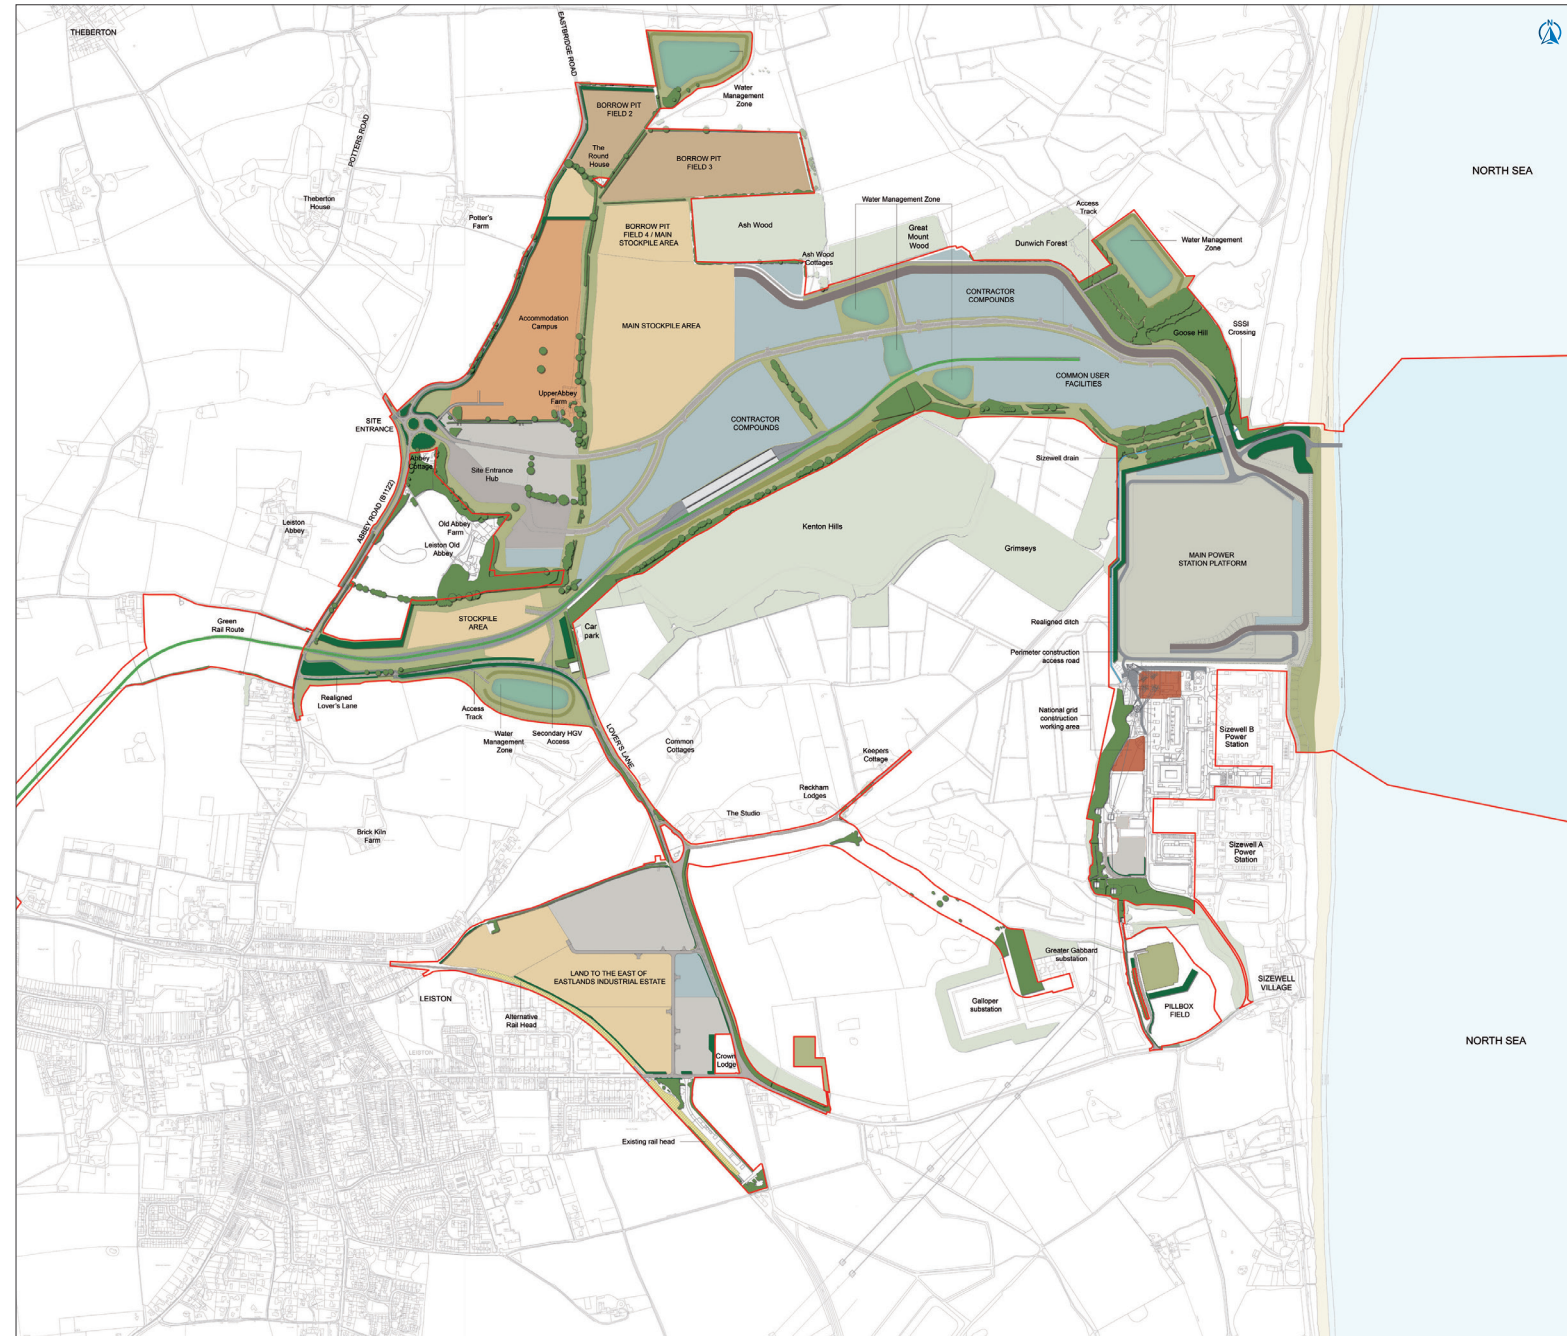 THEBERTON
EASTBRIDGE ROAD
N
Water
Management
Zone
BORROW PIT
FIELD 2
POTTERS ROAD
The
Round
House
BORROW PIT
FIELD 3
NORTH SEA
Theberton
House
Potter's
Farm
BORROW PIT
FIELD 4 / MAIN
STOCKPILE AREA
Ash Wood
Water Management Zone
Great
Mount
Wood
Access
Track
Dunwich Forest
Water Management
Zone
Ash Wood
Cottages
CONTRACTOR
COMPOUNDS
Accommodation
Campus
MAIN STOCKPILE AREA
Goose Hill
SSSI
Crossing
COMMON USER
FACILITIES
UpperAbbey
Farm
SITE
ENTRANCE
CONTRACTOR
COMPOUNDS
Abbey
Cottage
Site Entrance
Hub
Sizewell drain
ABBEY ROAD (B1122)
Leiston
Abbey
Old Abbey
Farm
Leiston Old
Abbey
Kenton Hills
Grimseys
MAIN POWER
STATION PLATFORM
Green
Rail Route
STOCKPILE
AREA
Car
park
Realigned ditch
Perimeter construction
access road
Realigned
Lover's Lane
Access
Track
Water
Management
Zone
Secondary HGV
Access
LOVER'S LANE
Common
Cottages
Keepers
Cottage
National grid
construction
working area
Sizewell B
Power
Station
Reckham
Lodges
The Studio
Brick Kiln
Farm
Sizewell A
Power
Station
LAND TO THE EAST OF
EASTLANDS INDUSTRIAL ESTATE
Greater Gabbard
substation
LEISTON
Alternative
Rail Head
Galloper
substation
PILLBOX
FIELD
SIZEWELL
VILLAGE
NORTH SEA
LEISTON
Crown
Lodge
Existing rail head